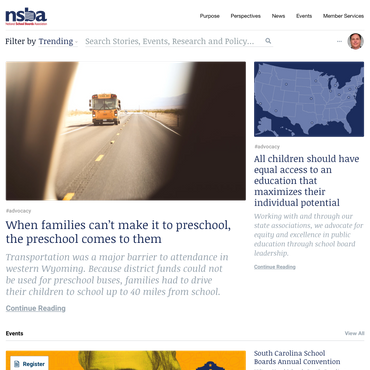 nsba
National School Boards Association
Purpose
Perspectives
News
Events
Member Services
Filter by Trending
Search Stories, Events, Research and Policy...
#advocacy
When families can't make it to preschool,
the preschool comes to them
Transportation was a major barrier to attendance in
western Wyoming. Because district funds could not
be used for preschool buses, families had to drive
their children to school up to 40 miles from school.
Continue Reading
#advocacy
All children should have
equal access to an
education that
maximizes their
individual potential
Working with and through our
state associations, we advocate for
equity and excellence in public
education through school board
leadership.
Continue Reading
Events
View All
Register
South Carolina School
Boards Annual Convention